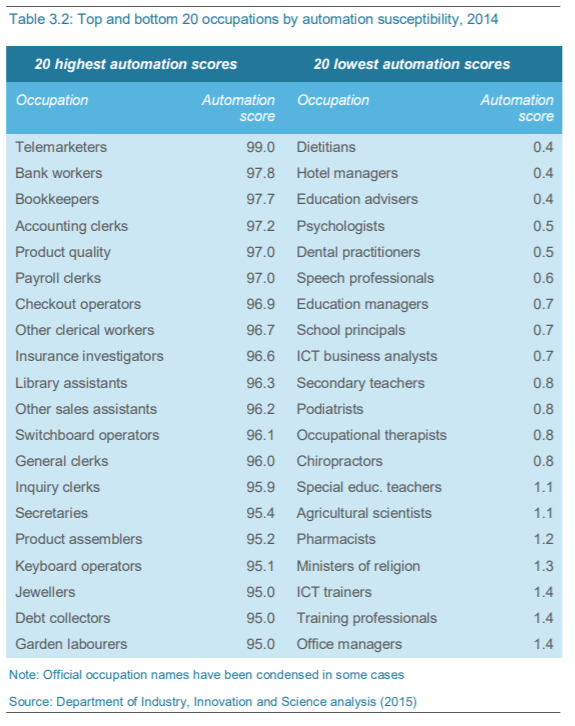 Table 3.2: Top and bottom 20 occupations by automation susceptibility, 2014
20 highest automation scores 20 lowest automation scores
Occupation Automation score Occupation Automation score
Telemarketers 99.0 Dietitians 0.4
Bank workers 97.8 Hotel managers 0.4
Bookkeepers 97.7 Education advisers 0.4
Accounting clerks 97.2 Psychologists 0.5
Product quality 97.0 Dental practitioners 0.5
Payroll clerks 97.0 Speech professionals 0.6
Checkout operators 96.9 Education managers 0.7
Other clerical workers 96.7 School principals 0.7
Insurance investigators 96.6 ICT business analysts 0.7
Library assistants 96.3 Secondary teachers 0.8
Other sales assistants 96.2 Podiatrists 0.8
Switchboard operators 96.1 Occupational therapists 0.8
General clerks 96.0 Chiropractors 0.8
Inquiry clerks 95.9 Special educ. teachers 1.1
Secretaries 95.4 Agricultural scientists 1.1
Product assemblers 95.2 Pharmacists 1.2
Keyboard operators 95.1 Ministers of religion 1.3
Jewellers 95.0 ICT trainers 1.4
Debt collectors 95.0 Training professionals 1.4
Garden labourers 95.0 Office managers 1.4
Note: Official occupation names have been condensed in some cases
Source: Department of Industry, Innovation and Science analysis (2015)